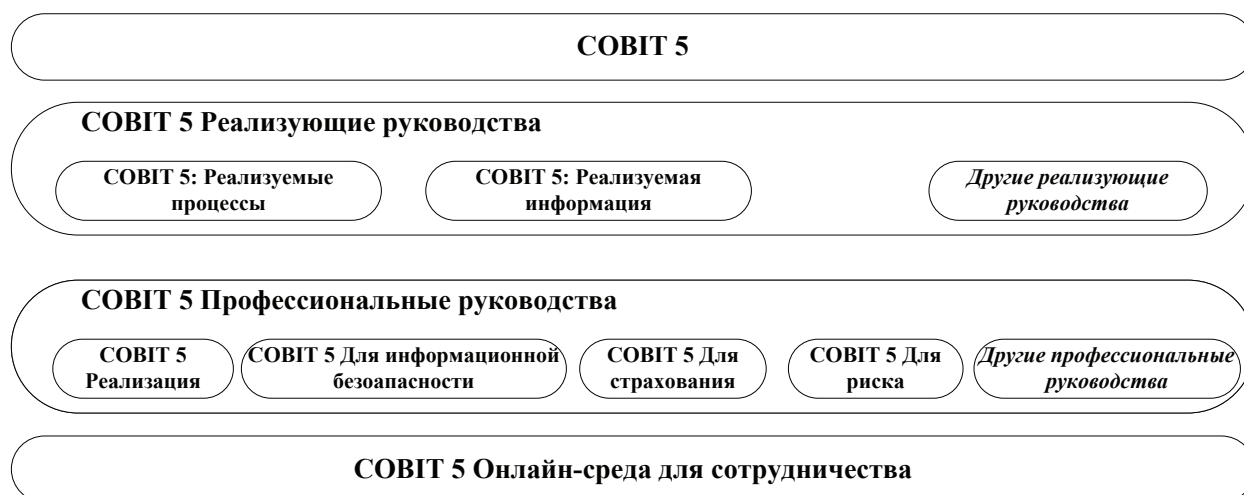 COBIT 5
COBIT 5 Реализующие руководства
COBIT 5: Реализуемые
процессы
COBIT 5: Реализуемая
информация
Другие реализующие
руководства
COBIT 5 Профессиональные руководства
COBIT 5
Реализация
COBIT 5 Для информационной
безоапасности
COBIT 5 Для
страхования
COBIT 5 Для
риска
Другие профессиональные
руководства
COBIT 5 Онлайн-среда для сотрудничества